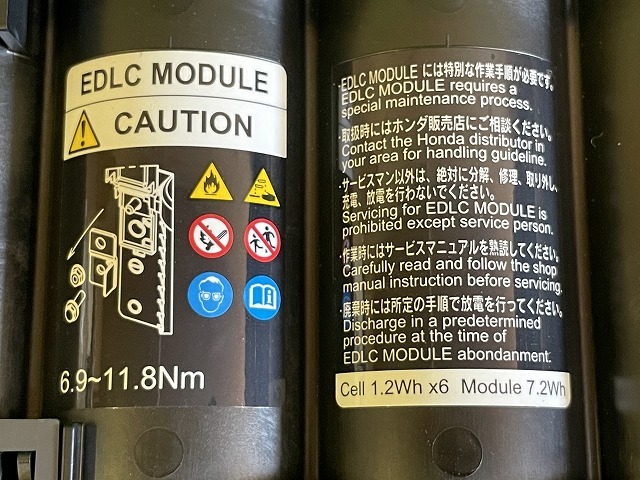 EDLC MODULE
CAUTION
6.9~11.8Nm
・EDLC MODULE には特別な作業手順が必要です。
EDLC MODULE requires a
special maintenance process.
・取扱時にはホンダ販売店にご相談ください。
Contact the Honda distributor in
your area for handling guideline.
・サービスマン以外は、絶対に分解、修理、取り外し、
充電、放電を行わないでください。
Servicing for EDLC MODULE is
prohibited except service person.
・作業時にはサービスマニュアルを熟読してください。
Carefully read and follow the shop
manual instruction before servicing.
・廃棄時には所定の手順で放電を行ってください。
Discharge in a predetermined
procedure at the time of
EDLC MODULE abondanment.
Cell 1.2Wh x6 Module 7.2Wh